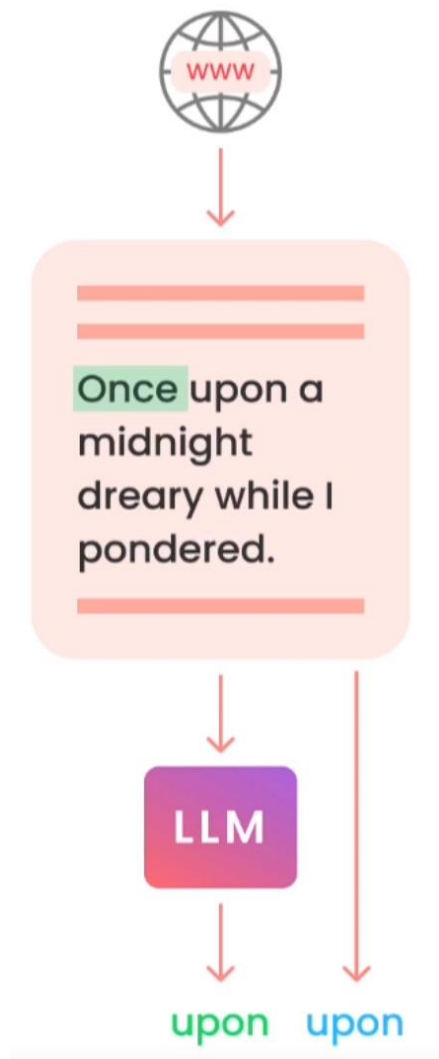 www
Once upon a
midnight
dreary while I
pondered.
LLM
upon upon